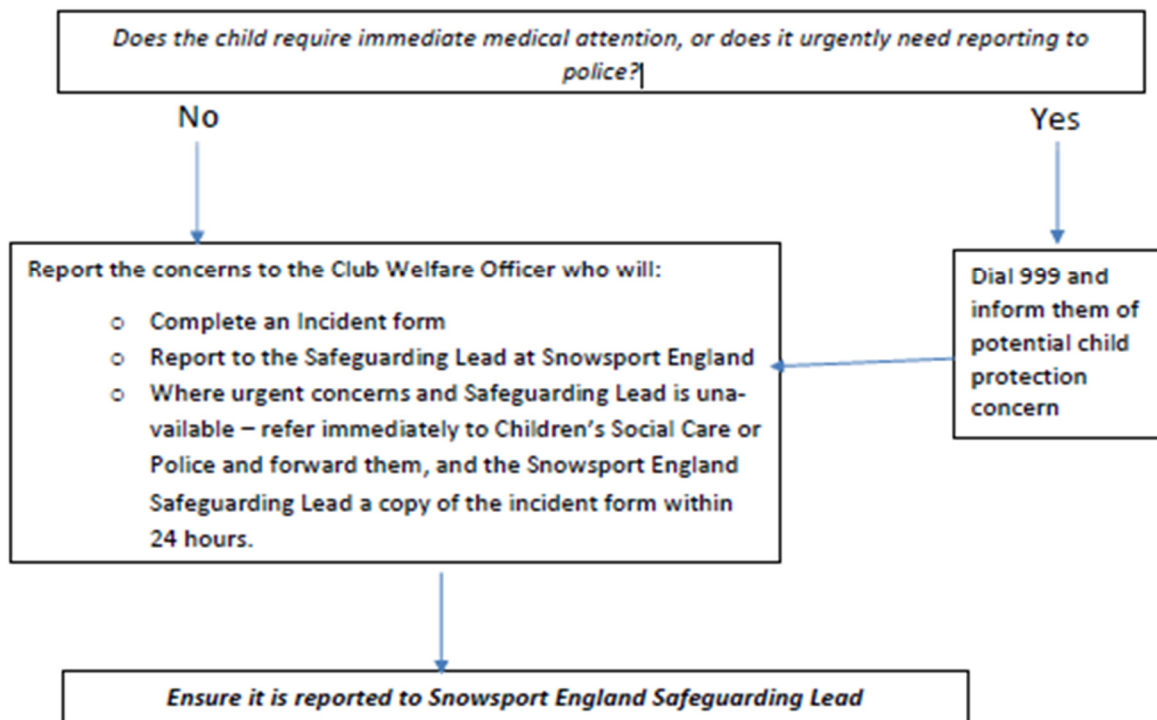 Does the child require immediate medical attention, or does it urgently need reporting to
police?
No
Yes
Report the concerns to the Club Welfare Officer who will:
o Complete an Incident form
o Report to the Safeguarding Lead at Snowsport England
o Where urgent concerns and Safeguarding Lead is una-
vailable – refer immediately to Children's Social Care or
Police and forward them, and the Snowsport England
Safeguarding Lead a copy of the incident form within
24 hours.
Dial 999 and
inform them of
potential child
protection
concern
Ensure it is reported to Snowsport England Safeguarding Lead